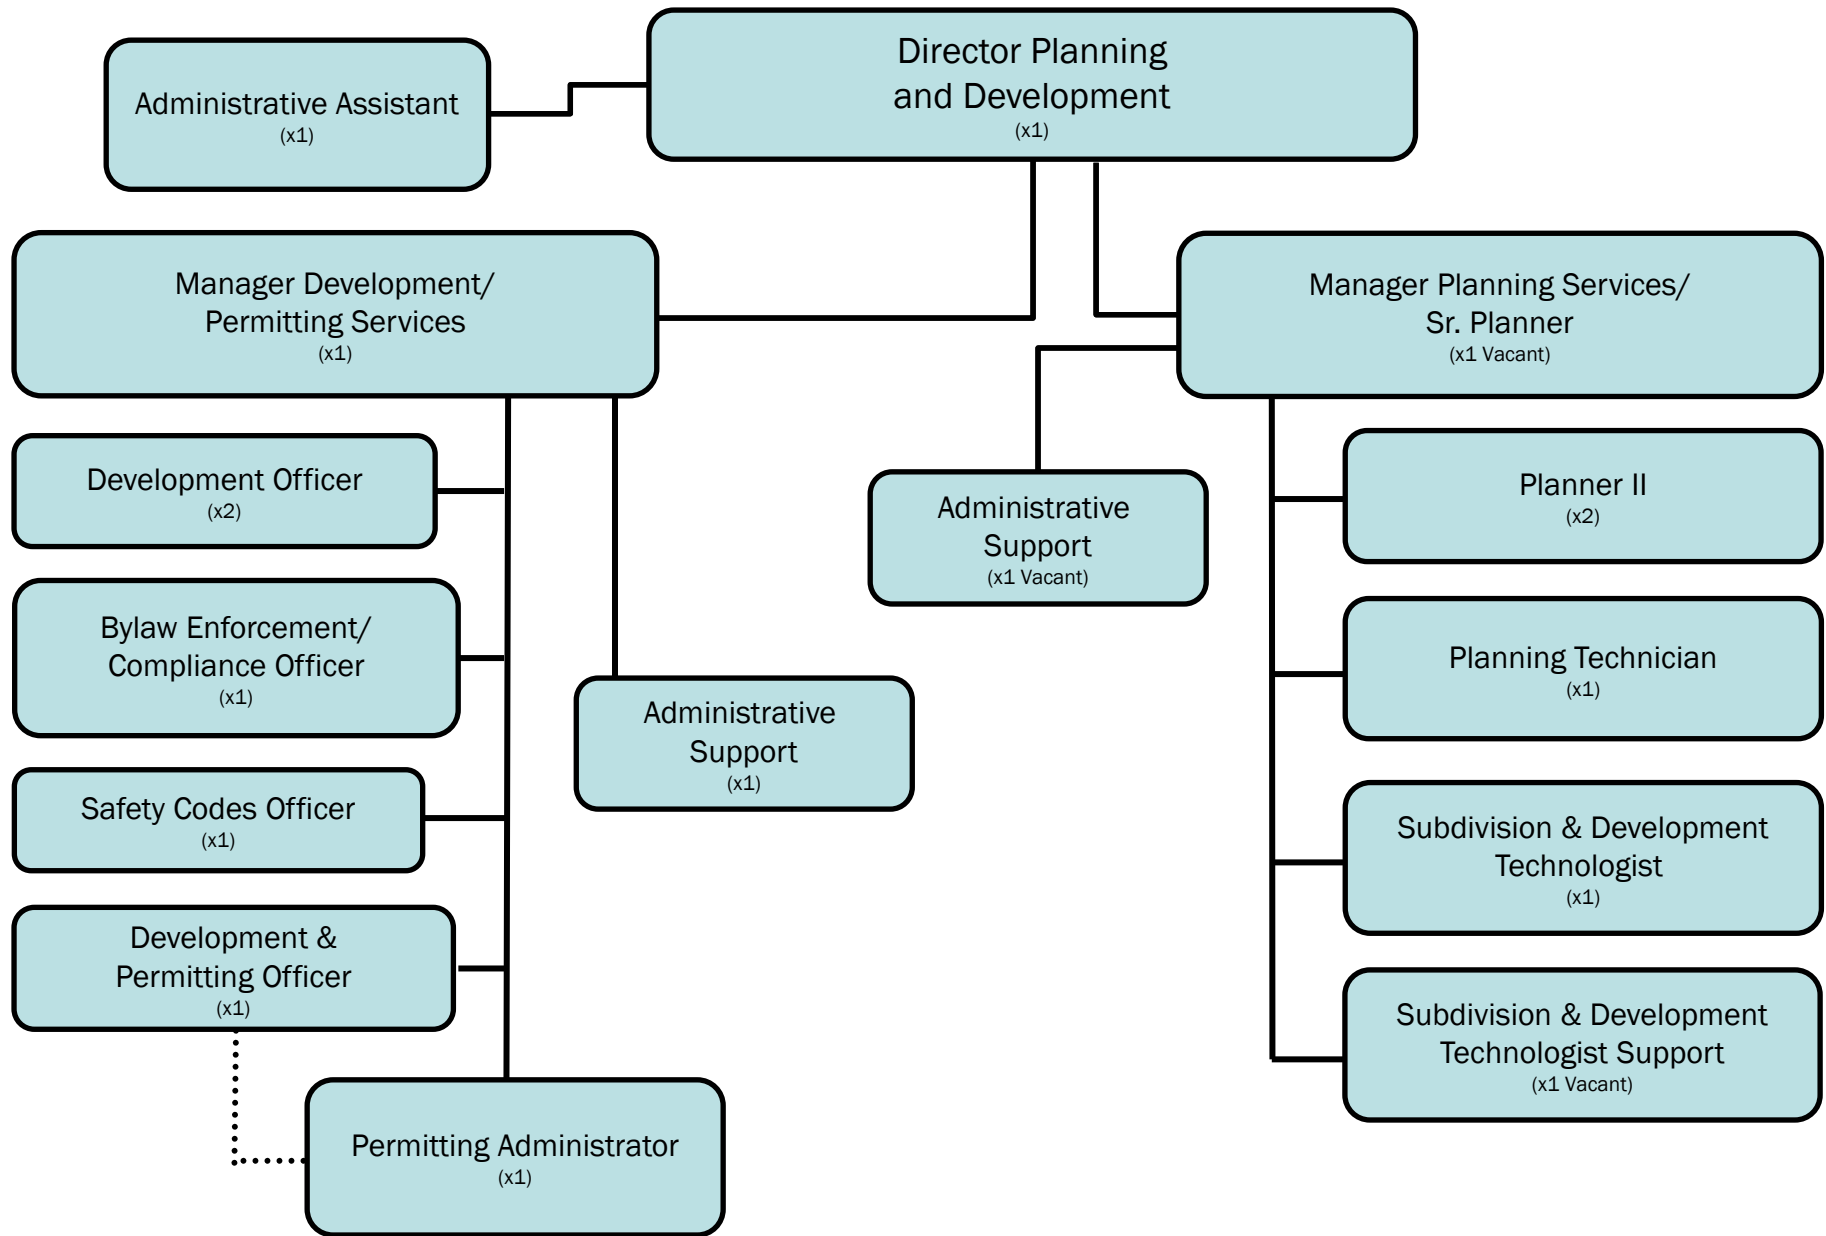 Director Planning
and Development
(x1)
Administrative Assistant
(x1)
Manager Development/
Permitting Services
(x1)
Manager Planning Services/
Sr. Planner
(x1 Vacant)
Development Officer
(x2)
Bylaw Enforcement/
Compliance Officer
(x1)
Safety Codes Officer
(x1)
Development &
Permitting Officer
(x1)
Permitting Administrator
(x1)
Administrative
Support
(x1)
Administrative
Support
(x1 Vacant)
Planner II
(x2)
Planning Technician
(x1)
Subdivision & Development
Technologist
(x1)
Subdivision & Development
Technologist Support
(x1 Vacant)